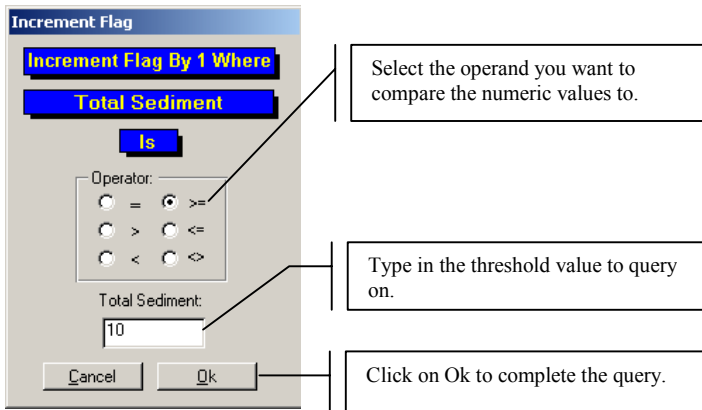 Increment Flag
Increment Flag By 1 Where
Total Sediment
Is
Operator:
= >=
> <=
< <>
Total Sediment:
10
Cancel Ok
Select the operand you want to
compare the numeric values to.
Type in the threshold value to query
on.
Click on Ok to complete the query.